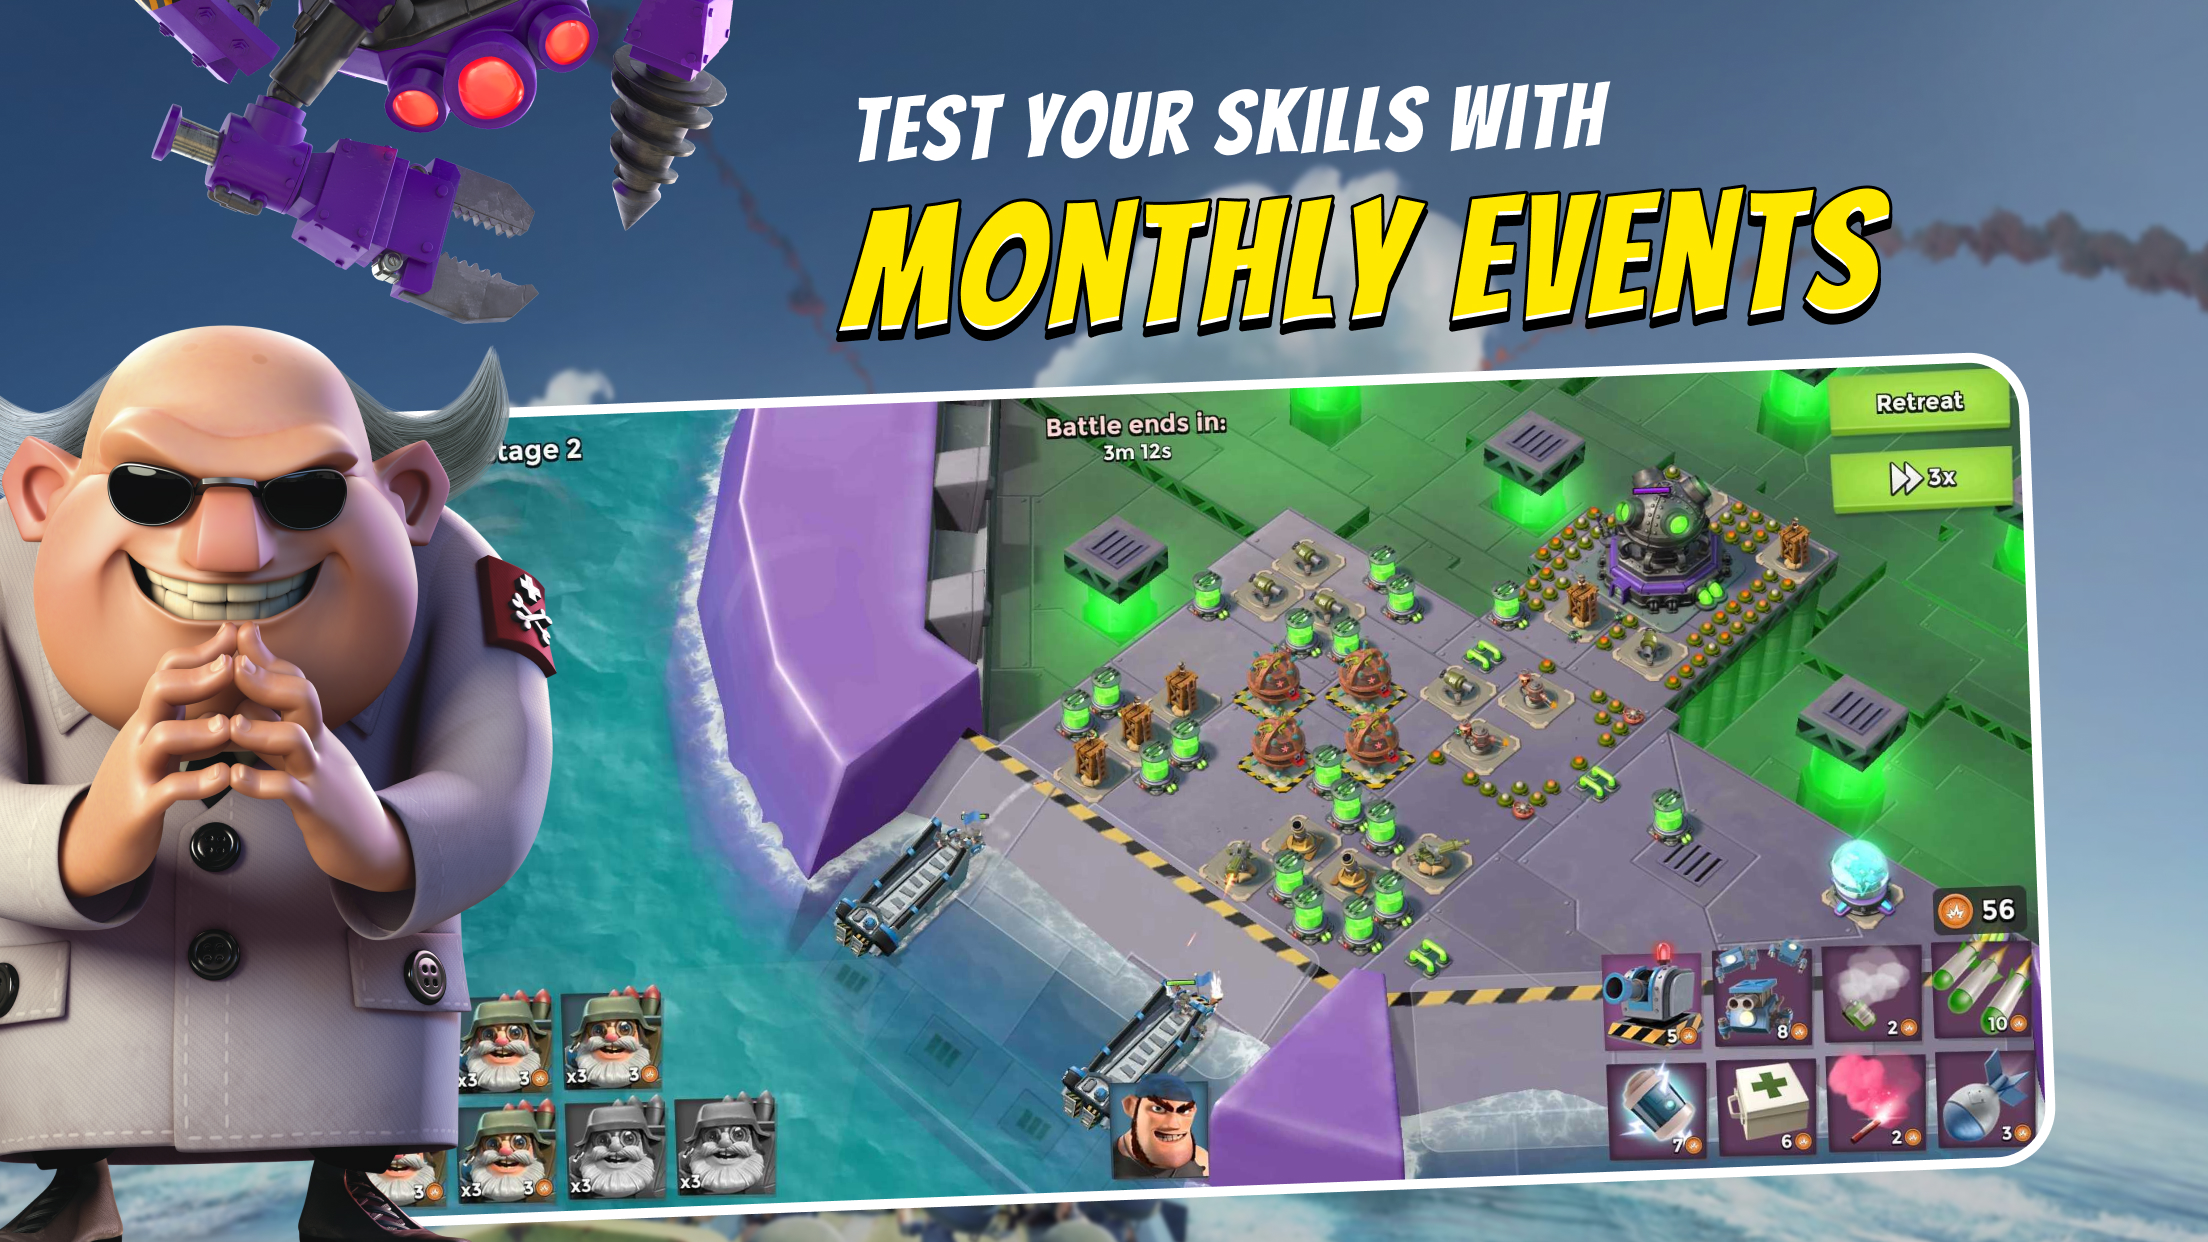 TEST YOUR SKILLS WITH
MONTHLY EVENTS
tage 2
Battle ends in:
3m 12s
Retreat
3x
56
5
8
2
10
7
6
2
3
x3 3
x3 3
3
x3 3
x3
x3